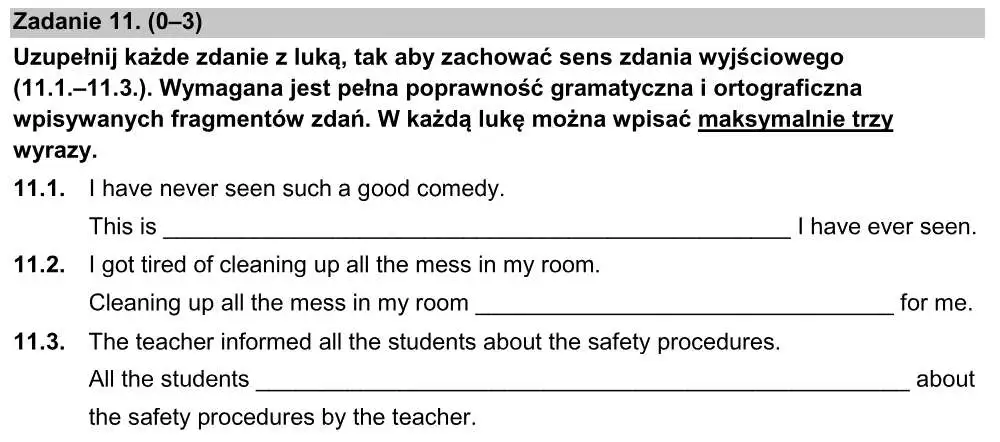 Zadanie 11. (0–3)
Uzupełnij każde zdanie z luką, tak aby zachować sens zdania wyjściowego
(11.1.–11.3.). Wymagana jest pełna poprawność gramatyczna i ortograficzna
wpisywanych fragmentów zdań. W każdą lukę można wpisać maksymalnie trzy
wyrazy.
11.1. I have never seen such a good comedy.
This is ______ I have ever seen.
11.2. I got tired of cleaning up all the mess in my room.
Cleaning up all the mess in my room ______ for me.
11.3. The teacher informed all the students about the safety procedures.
All the students ______ about
the safety procedures by the teacher.